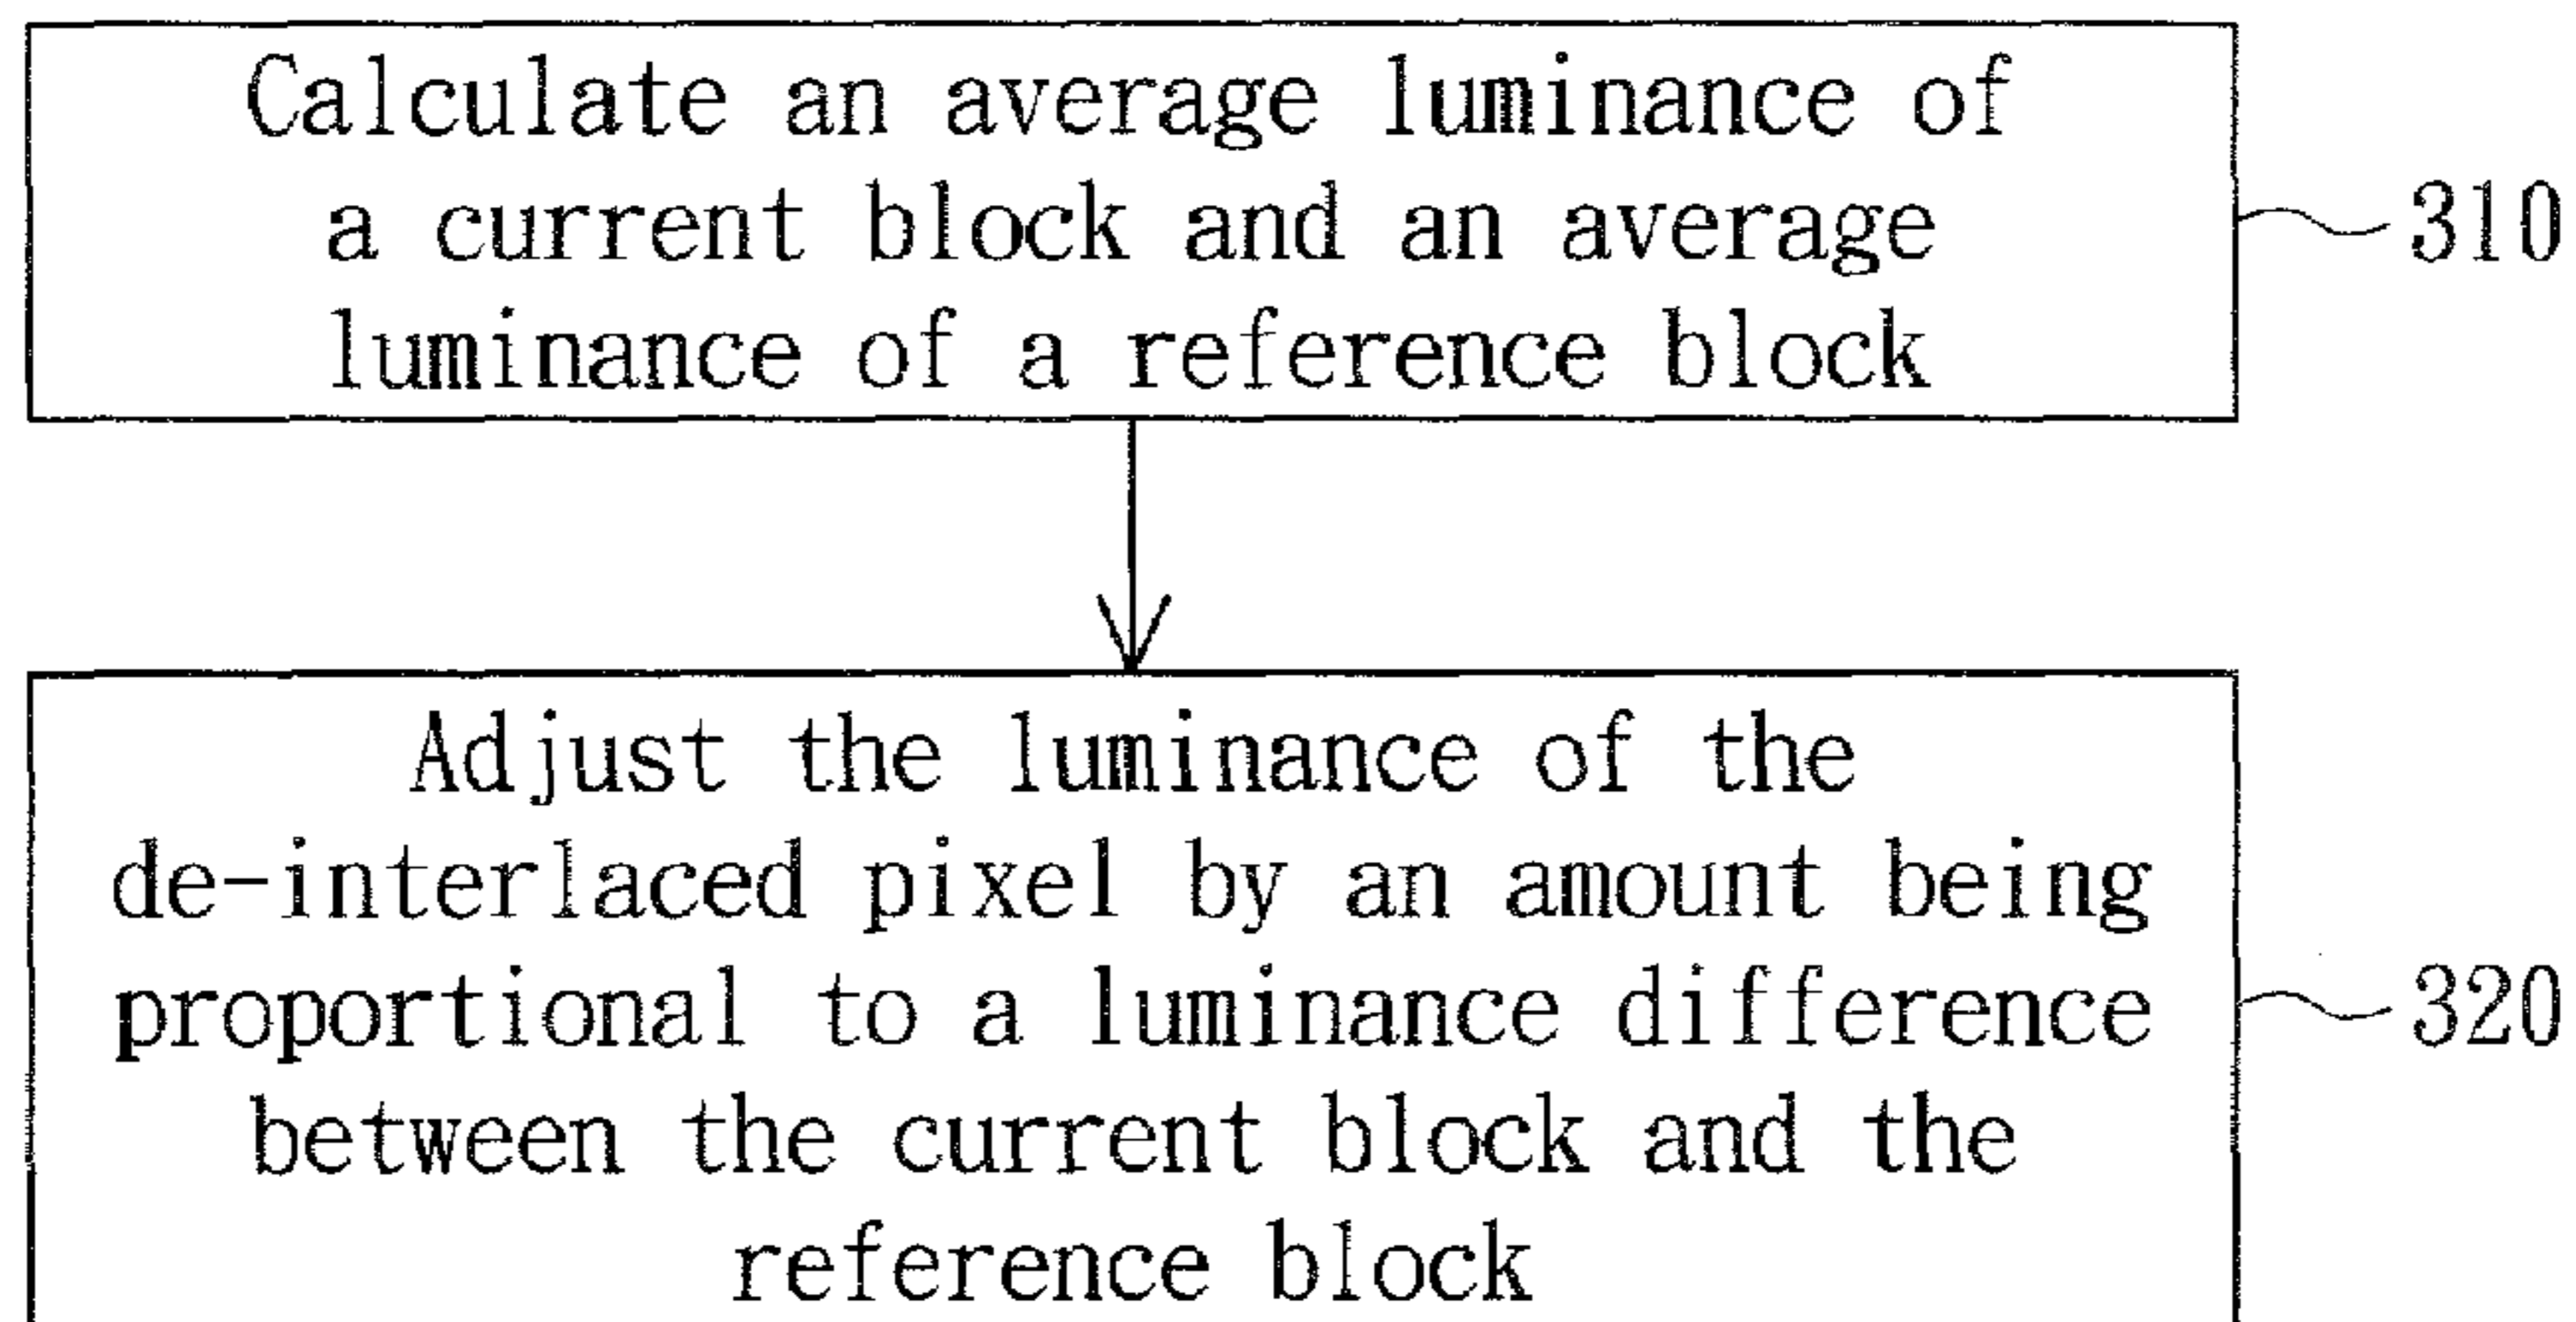 Calculate an average luminance of
a current block and an average
luminance of a reference block
310
Adjust the luminance of the
de-interlaced pixel by an amount being
proportional to a luminance difference
between the current block and the
reference block
320